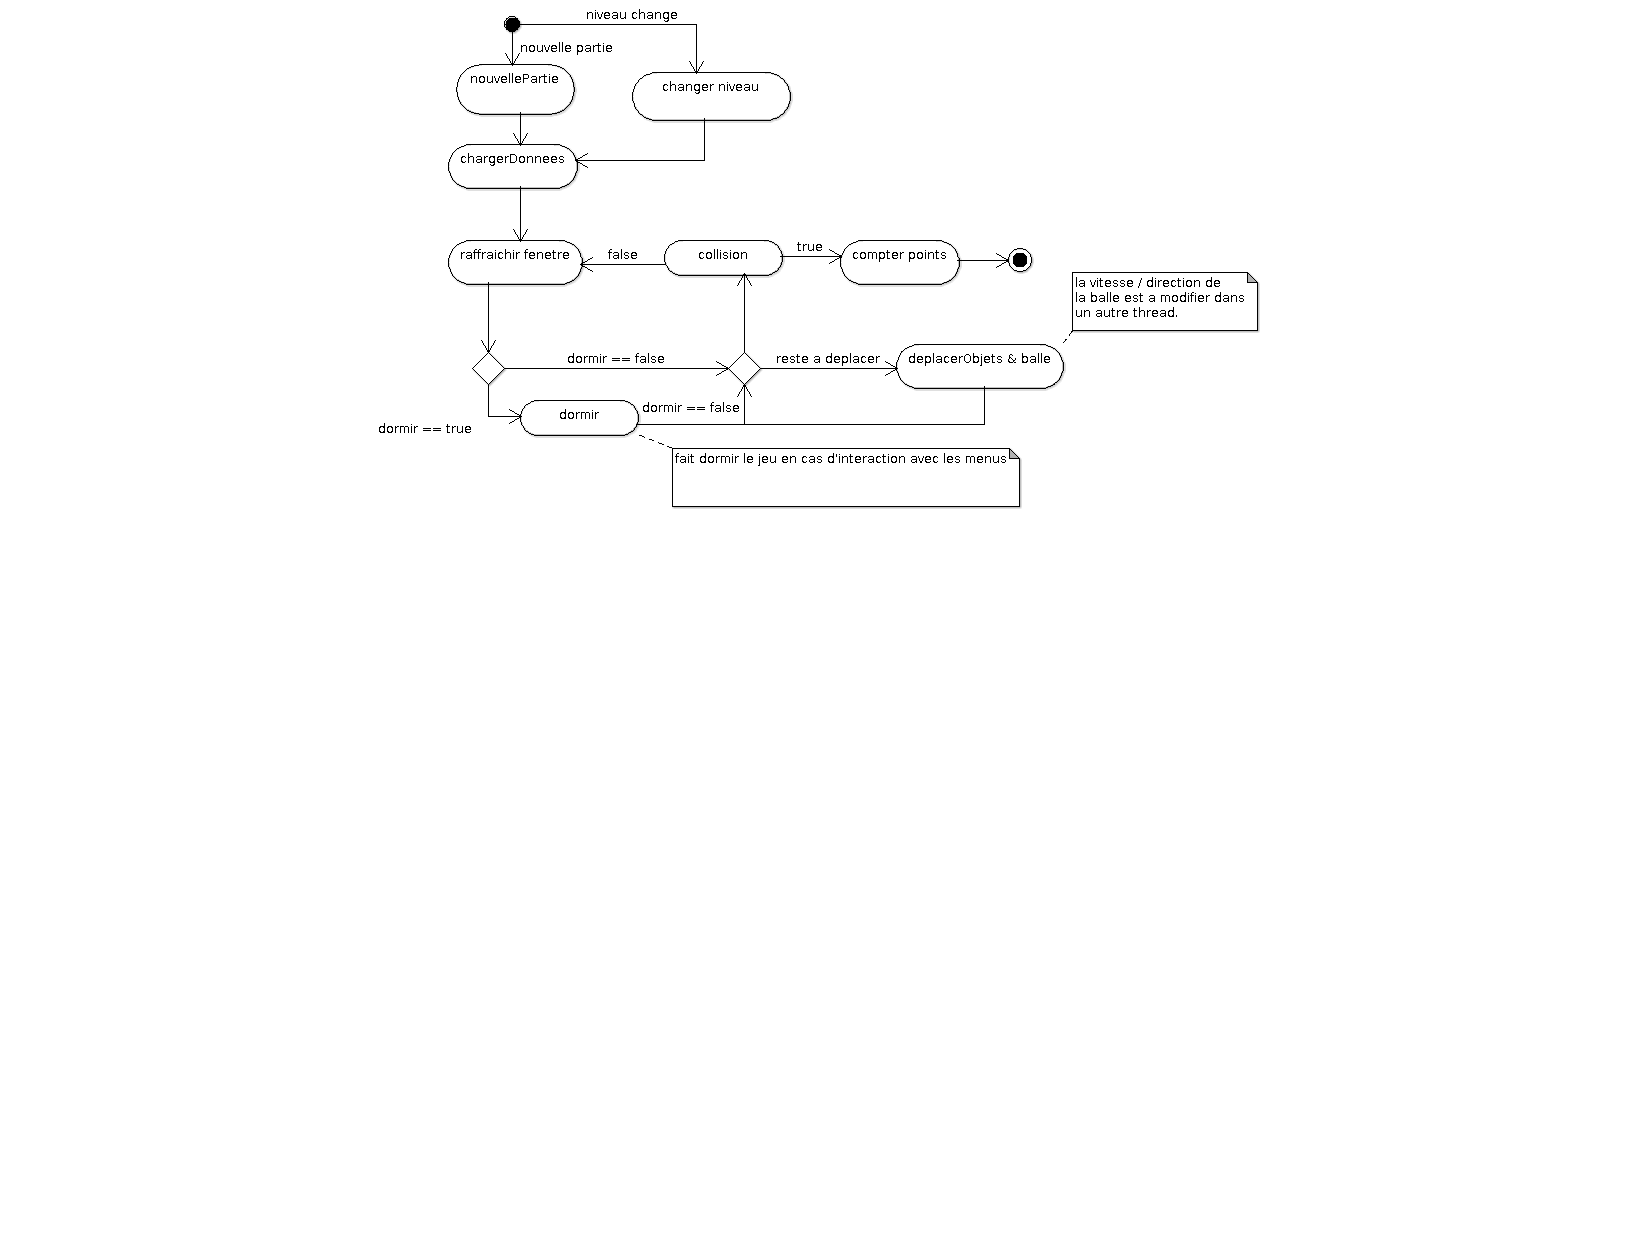 niveau change
nouvelle partie
nouvellePartie
changer niveau
chargerDonnees
raffraichir fenetre
false
collision
true
compter points
la vitesse / direction de
la balle est a modifier dans
un autre thread.
dormir == false
reste a deplacer
deplacerObjets & balle
dormir == true
dormir
dormir == false
fait dormir le jeu en cas d'interaction avec les menus